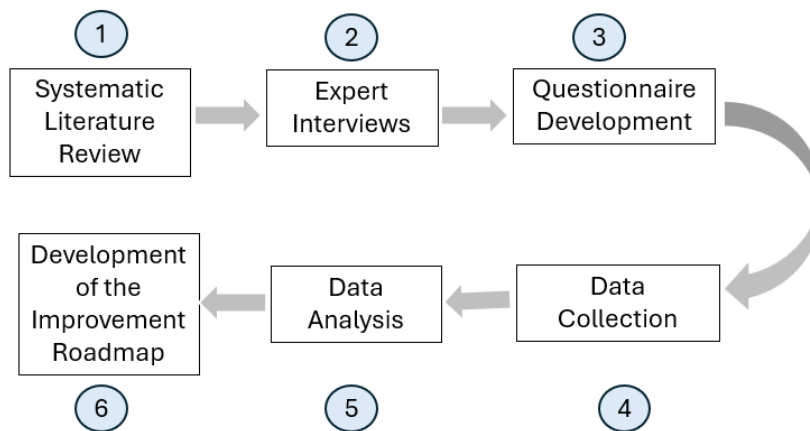 1
Systematic
Literature
Review
2
Expert
Interviews
3
Questionnaire
Development
Data
Collection
4
Data
Analysis
5
Development
of the
Improvement
Roadmap
6